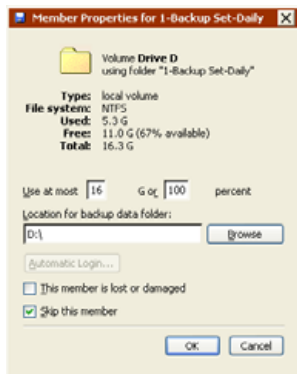 Member Properties for 1-Backup Set-Daily
Volume Drive D
using folder "1-Backup Set-Daily"
Type: local volume
File system: NTFS
Used: 5.3 G
Free: 11.0 G (67% available)
Total: 16.3 G
Use at most 16 G or 100 percent
Location for backup data folder:
D:\ Browse
Automatic Login...
This member is lost or damaged
Skip this member
OK Cancel